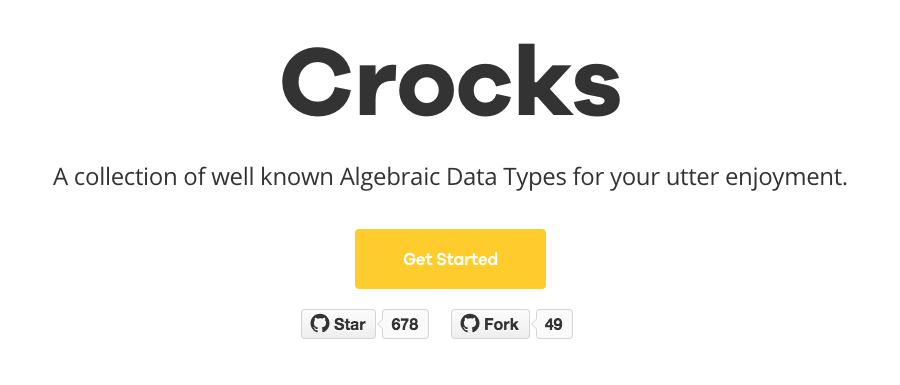 Crocks
A collection of well known Algebraic Data Types for your utter enjoyment.
Get Started
Star 678 Fork 49